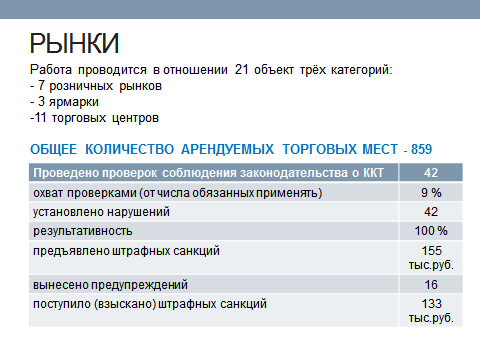 РЫНКИ
Работа проводится в отношении 21 объект трёх категорий:
- 7 розничных рынков
- 3 ярмарки
-11 торговых центров
ОБЩЕЕ КОЛИЧЕСТВО АРЕНДУЕМЫХ ТОРГОВЫХ МЕСТ - 859
Проведено проверок соблюдения законодательства о ККТ 42
охват проверками (от числа обязанных применять) 9 %
установлено нарушений 42
результативность 100 %
предъявлено штрафных санкций 155
тыс.руб.
вынесено предупреждений 16
поступило (взыскано) штрафных санкций 133
тыс.руб.